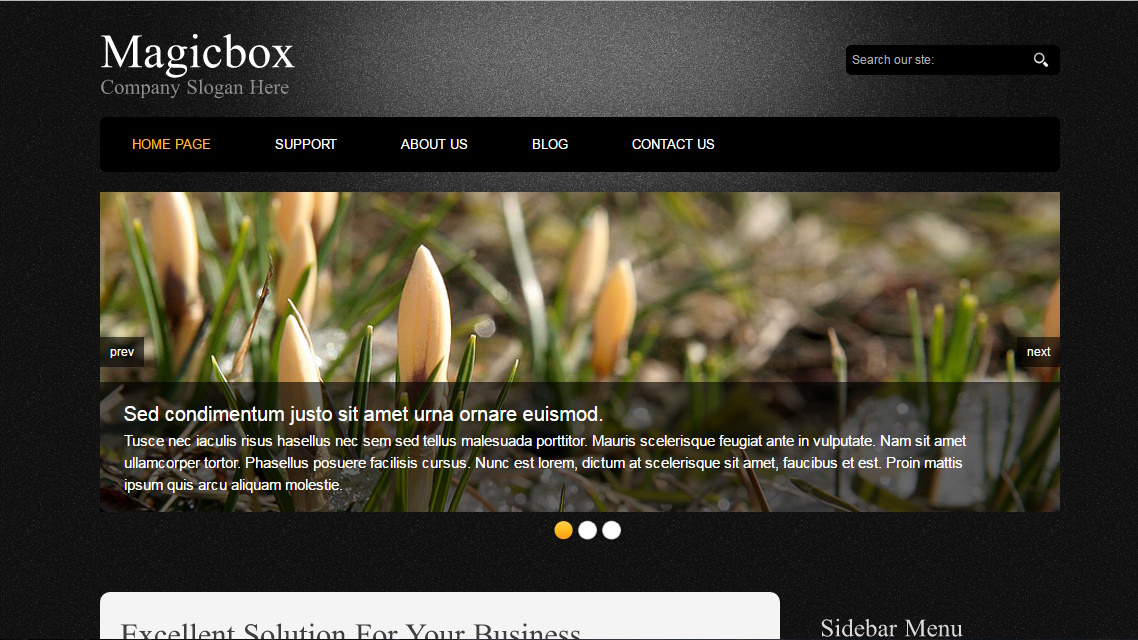 Magicbox
Company Slogan Here
Search our ste:
HOME PAGE SUPPORT ABOUT US BLOG CONTACT US
prev
next
Sed condimentum justo sit amet urna ornare euismod.
Tusce nec iaculis risus hasellus nec sem sed tellus malesuada porttitor. Mauris scelerisque feugiat ante in vulputate. Nam sit amet
ullamcorper tortor. Phasellus posuere facilisis cursus. Nunc est lorem, dictum at scelerisque sit amet, faucibus et est. Proin mattis
ipsum quis arcu aliquam molestie.
Excellent Solution For Your Business
Sidebar Menu